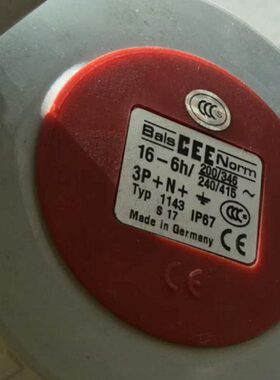 CCC S
Bals CEE Norm
16-6h/ 200/346 ~
240/415
3P+N+⏚
Typ 1143 IP67
S 17 CCC S
Made in Germany CE
CE